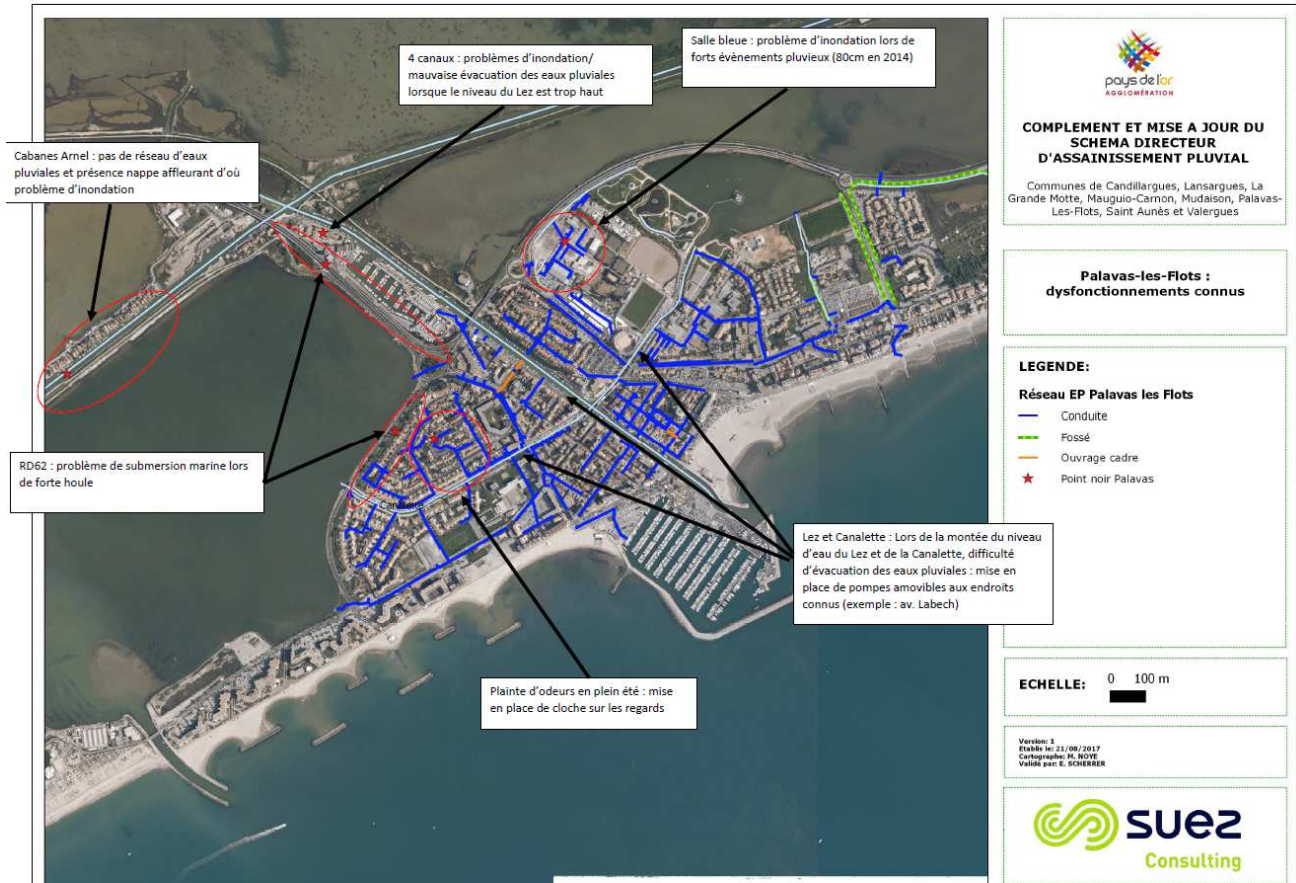 4 canaux : problèmes d'inondation/
mauvaise évacuation des eaux pluviales
lorsque le niveau du Lez est trop haut
Salle bleue : problème d'inondation lors de
forts évènements pluvieux (80cm en 2014)
Cabanes Arnel : pas de réseau d'eaux
pluviales et présence nappe affleurant d'où
problème d'inondation
RD62 : problème de submersion marine lors
de forte houle
Lez et Canalette : Lors de la montée du niveau
d'eau du Lez et de la Canalette, difficulté
d'évacuation des eaux pluviales : mise en
place de pompes amovibles aux endroits
connus (exemple : av. Labech)
Plainte d'odeurs en plein été : mise
en place de cloche sur les regards
pays de l'or
AGGLOMÉRATION
COMPLEMENT ET MISE A JOUR DU
SCHEMA DIRECTEUR
D'ASSAINISSEMENT PLUVIAL
Communes de Candillargues, Lansargues, La
Grande Motte, Mauguio-Carnon, Mudaison, Palavas-
Les-Flots, Saint Aunès et Valergues
Palavas-les-Flots :
dysfonctionnements connus
LEGENDE:
Réseau EP Palavas les Flots
Conduite
Fossé
Ouvrage cadre
Point noir Palavas
ECHELLE:
0 100 m
Version: 1
Etablis le: 21/08/2017
Cartographe: M. NOYE
Validé par: E. SCHERRER
suez
Consulting